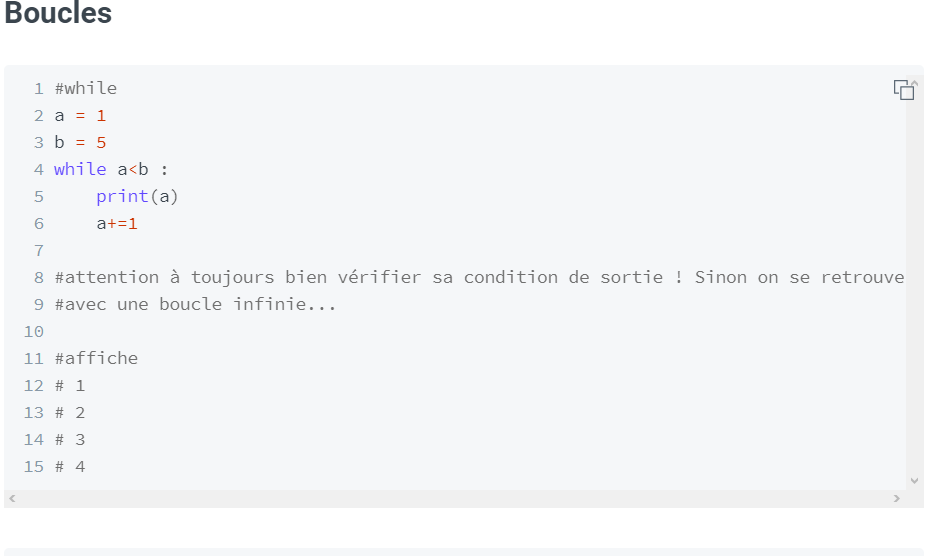 Boucles
1 #while
2 a = 1
3 b = 5
4 while a<b :
5     print(a)
6     a+=1
7
8 #attention à toujours bien vérifier sa condition de sortie ! Sinon on se retrouve
9 #avec une boucle infinie...
10
11 #affiche
12 # 1
13 # 2
14 # 3
15 # 4